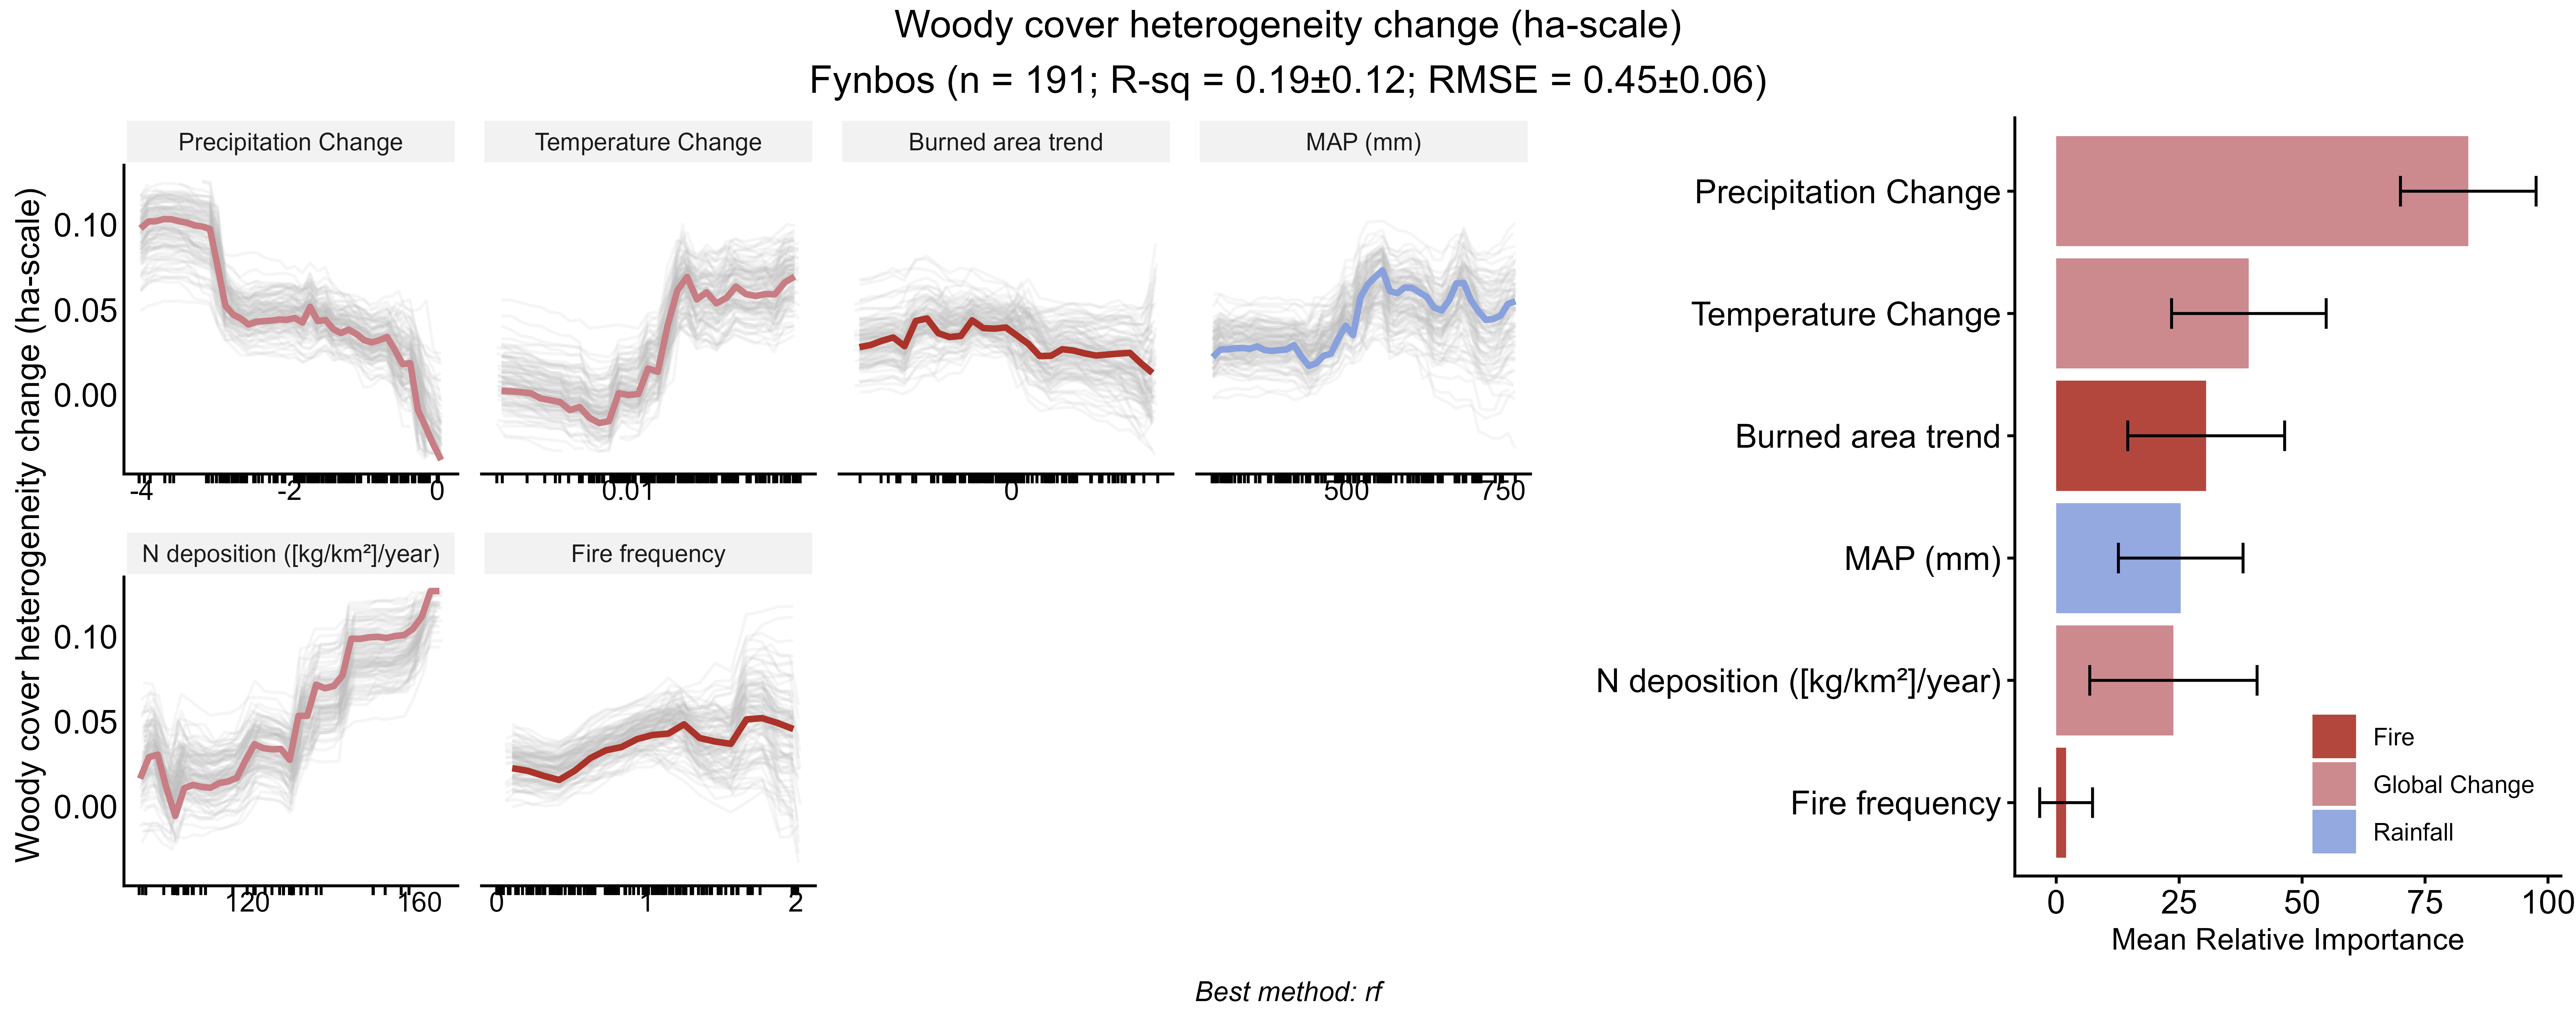 Woody cover heterogeneity change (ha-scale)
Fynbos (n = 191; R-sq = 0.19±0.12; RMSE = 0.45±0.06)
Woody cover heterogeneity change (ha-scale)
Precipitation Change
Temperature Change
Burned area trend
MAP (mm)
0.10
0.05
0.00
-4
-2
0
0.01
0
500
750
N deposition ([kg/km²]/year)
Fire frequency
0.10
0.05
0.00
120
160
0
1
2
Precipitation Change
Temperature Change
Burned area trend
MAP (mm)
N deposition ([kg/km²]/year)
Fire frequency
Fire
Global Change
Rainfall
0
25
50
75
100
Mean Relative Importance
Best method: rf